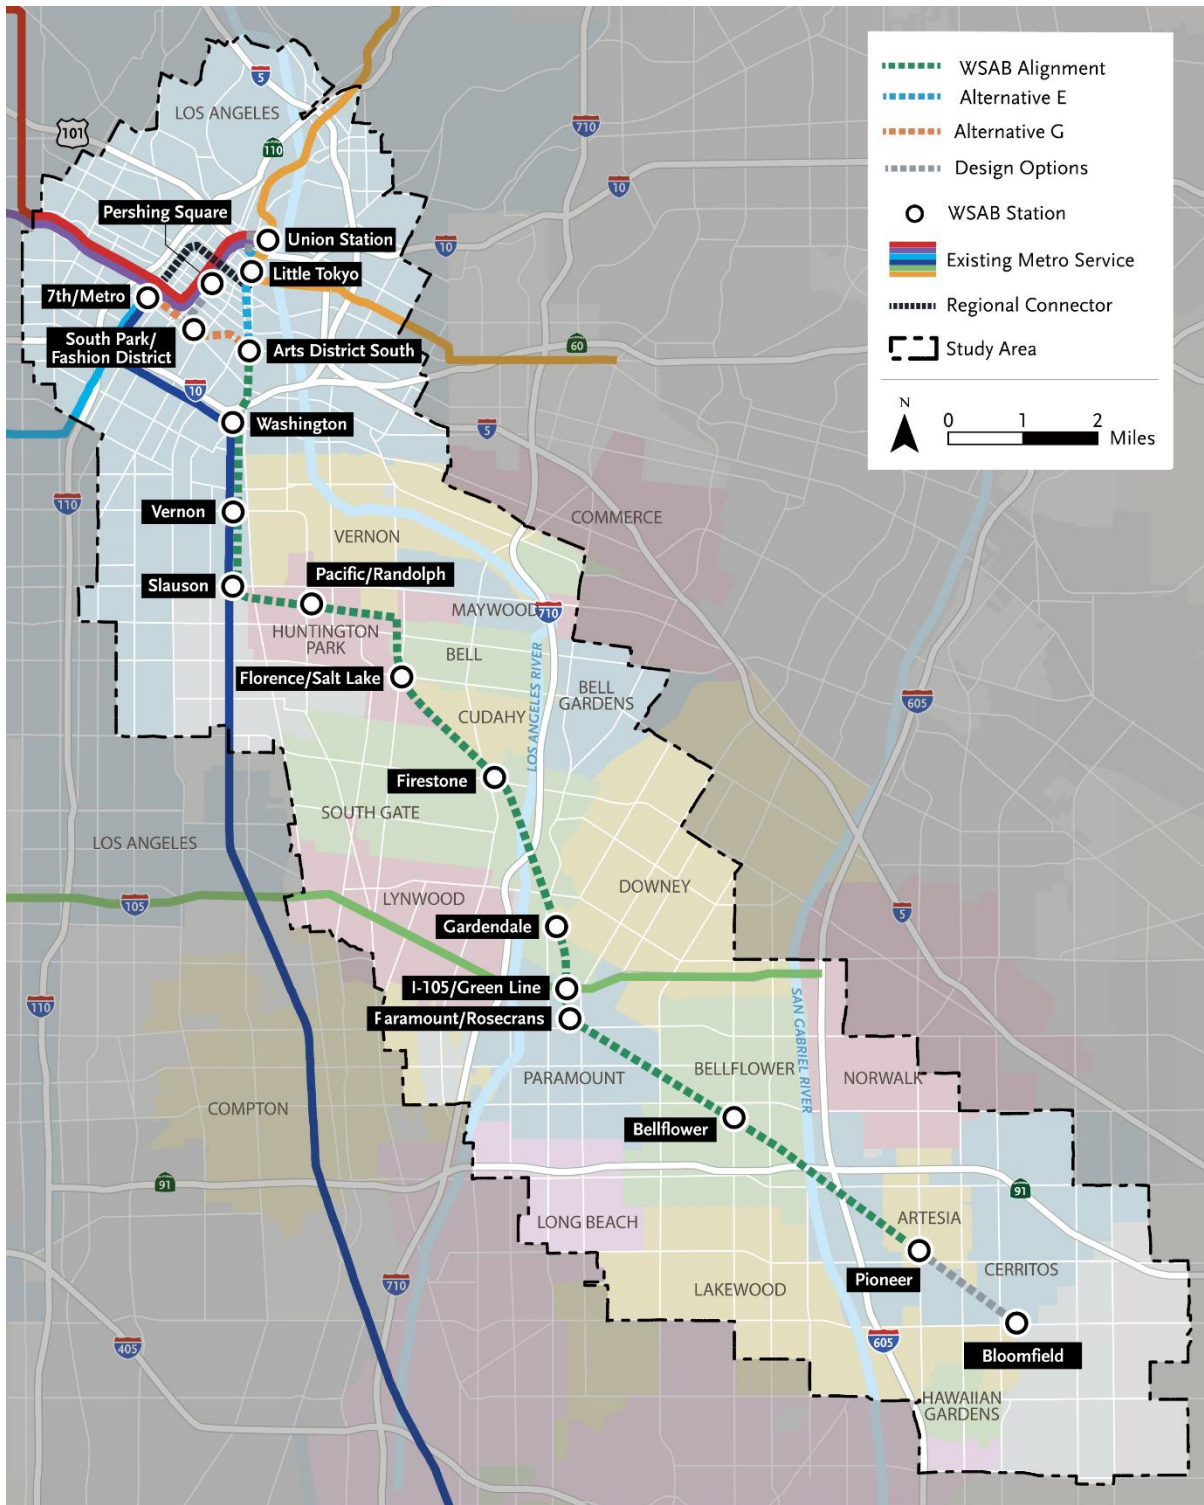 WSAB Alignment
Alternative E
Alternative G
Design Options
WSAB Station
Existing Metro Service
Regional Connector
Study Area
N
0 1 2
Miles
5
LOS ANGELES
101
110
710
10
Pershing Square
Union Station
10
Little Tokyo
7th/Metro
South Park/
Fashion District
Arts District South
60
10
Washington
5
110
Vernon
COMMERCE
VERNON
Pacific/Randolph
Slauson
MAYWOOD
710
HUNTINGTON
PARK
BELL
LOS ANGELES RIVER
Florence/Salt Lake
BELL
GARDENS
605
CUDAHY
Firestone
SOUTH GATE
LOS ANGELES
DOWNEY
LYNWOOD
105
5
Gardendale
I-105/Green Line
110
Paramount/Rosecrans
SAN GABRIEL RIVER
PARAMOUNT
BELLFLOWER
NORWALK
COMPTON
Bellflower
91
91
LONG BEACH
ARTESIA
Pioneer
CERRITOS
710
LAKEWOOD
405
605
Bloomfield
HAWAIIAN
GARDENS